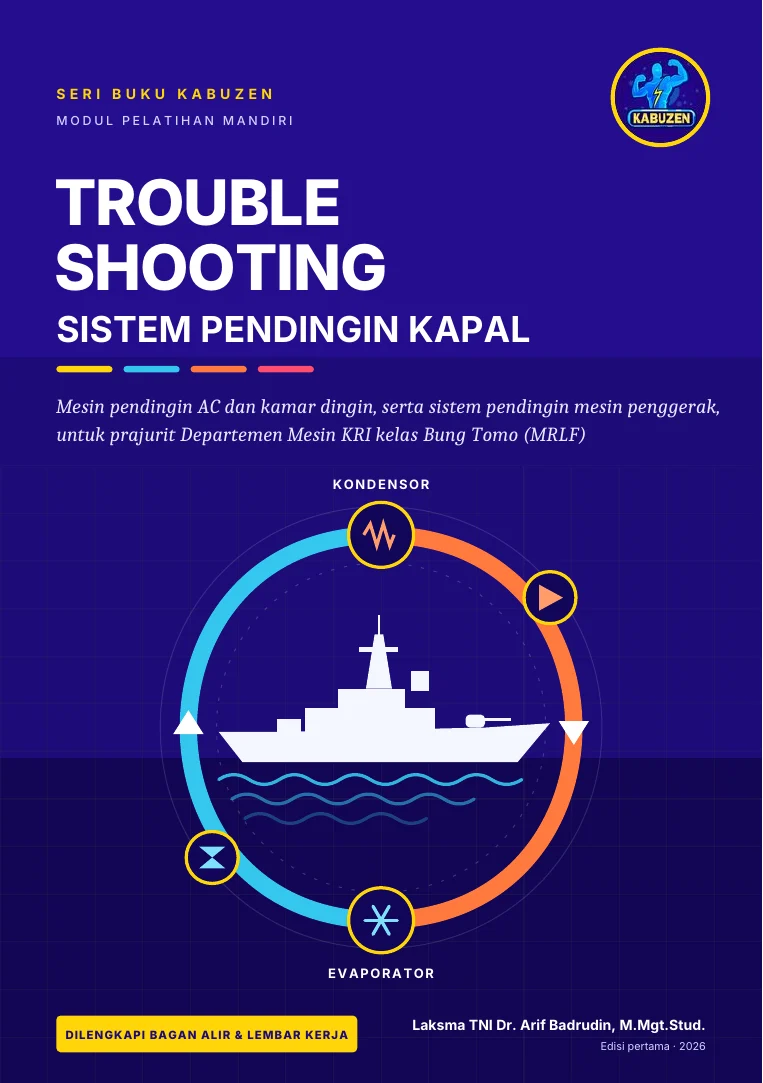 SERI BUKU KABUZEN
MODUL PELATIHAN MANDIRI
KABUZEN
TROUBLE
SHOOTING
SISTEM PENDINGIN KAPAL
Mesin pendingin AC dan kamar dingin, serta sistem pendingin mesin penggerak,
untuk prajurit Departemen Mesin KRI kelas Bung Tomo (MRLF)
KONDENSOR
EVAPORATOR
DILENGKAPI BAGAN ALIR & LEMBAR KERJA
Laksma TNI Dr. Arif Badrudin, M.Mgt.Stud.
Edisi pertama · 2026